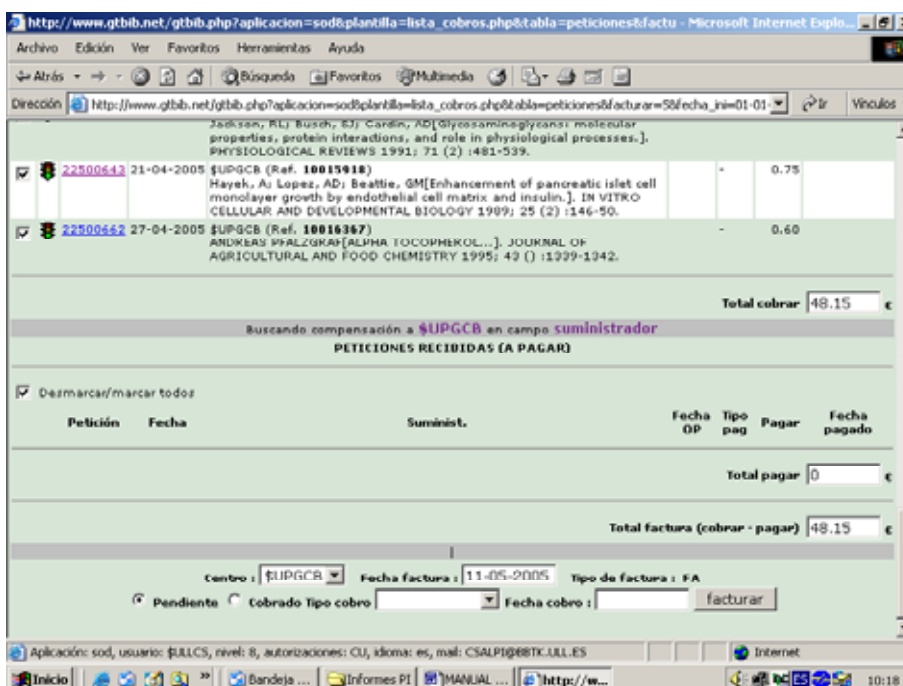 http://www.gtbib.net/gtbib.php?aplicacion=sod&plantilla=lista_cobros.php&tabla=peticiones&factu - Microsoft Internet Explo...
Archivo Edición Ver Favoritos Herramientas Ayuda
Atrás Búsqueda Favoritos Multimedia
Dirección http://www.gtbib.net/gtbib.php?aplicacion=sod&plantilla=lista_cobros.php&tabla=peticiones&facturar=5&fecha_ini=01-01- Ir Vínculos
Jackson, RL; Busch, SJ; Cardin, AD[Glycosaminoglycans: molecular
properties, protein interactions, and role in physiological processes.].
PHYSIOLOGICAL REVIEWS 1991; 71 (2) :481-539.
22500643 21-04-2005 $UPGCB (Ref. 10015918) - 0.75
Hayek, A; Lopez, AD; Beattie, GM[Enhancement of pancreatic islet cell
monolayer growth by endothelial cell matrix and insulin.]. IN VITRO
CELLULAR AND DEVELOPMENTAL BIOLOGY 1989; 25 (2) :146-50.
22500662 27-04-2005 $UPGCB (Ref. 10016367) - 0.60
ANDREAS PFALZGRAF[ALPHA TOCOPHEROL...]. JOURNAL OF
AGRICULTURAL AND FOOD CHEMISTRY 1995; 43 () :1339-1342.
Total cobrar 48.15 €
Buscando compensación a $UPGCB en campo suministrador
PETICIONES RECIBIDAS (A PAGAR)
Desmarcar/marcar todos
Petición Fecha Suminist. Fecha OP Tipo pag Pagar Fecha pagado
Total pagar 0 €
Total factura (cobrar - pagar) 48.15 €
|
Centro : $UPGCB Fecha factura : 11-05-2005 Tipo de factura : FA
Pendiente Cobrado Tipo cobro Fecha cobro : facturar
Aplicación: sod, usuario: $ULLCS, nivel: 8, autorizaciones: CU, idioma: es, mail: CSALPI@BBTK.ULL.ES Internet
Inicio » Bandeja ... Informes PI MANUAL ... http://w... ES 10:18